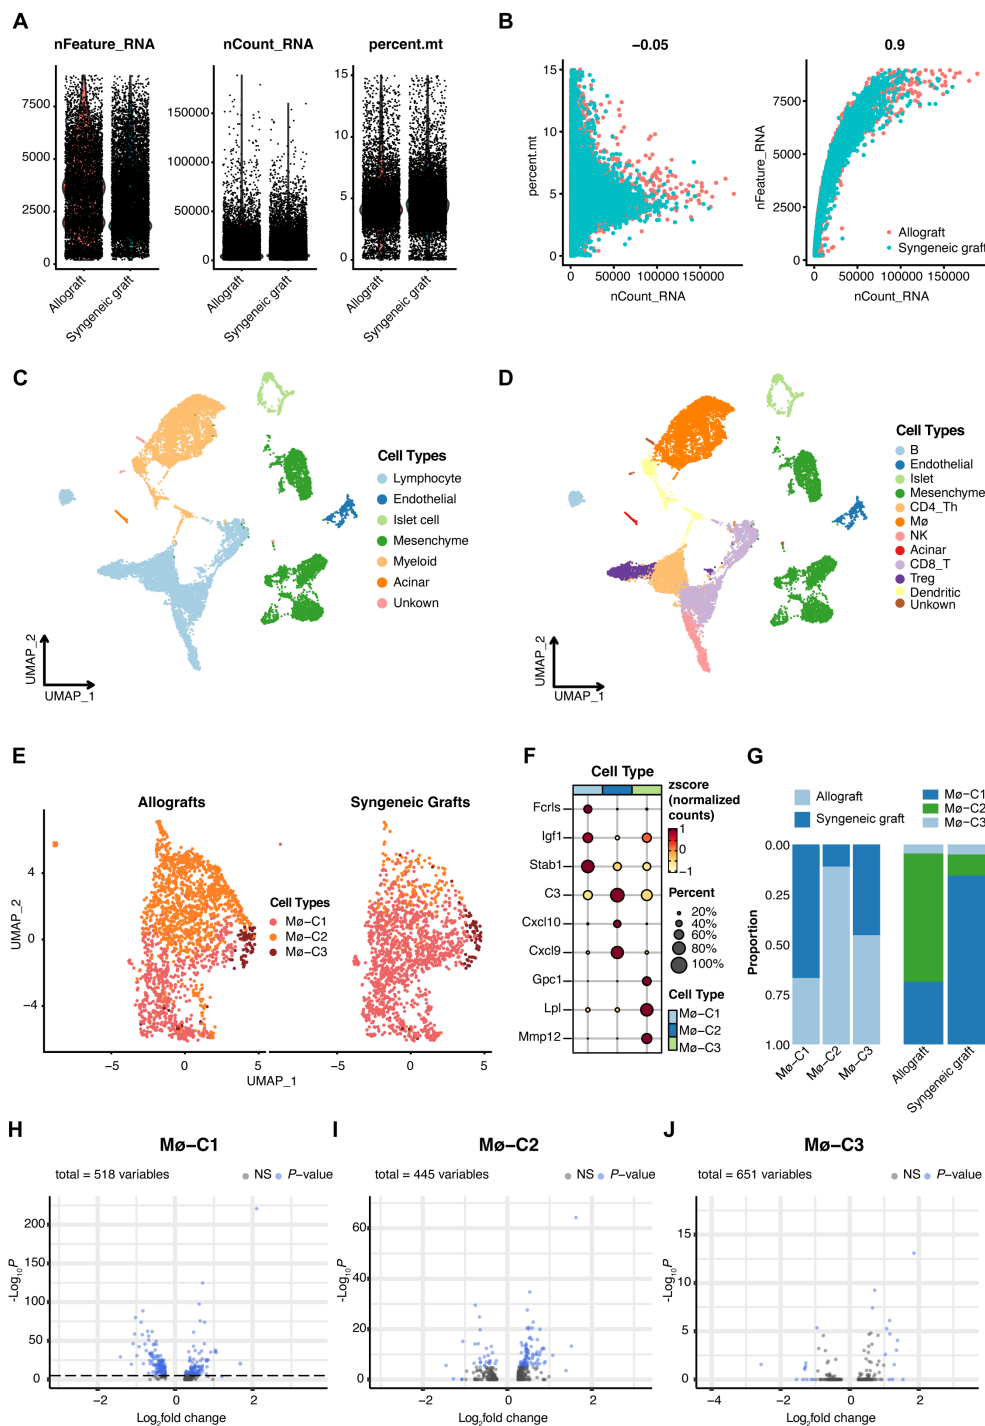 A
nFeature_RNA
nCount_RNA
percent.mt
7500
5000
2500
0
150000
100000
50000
0
15
10
5
0
Allograft
Syngeneic graft
Allograft
Syngeneic graft
Allograft
Syngeneic graft
B
−0.05
0.9
percent.mt
15
10
5
0
0 50000 100000 150000
nCount_RNA
nFeature_RNA
7500
5000
2500
0
Allograft
Syngeneic graft
0 50000 100000 150000
nCount_RNA
C
Cell Types
Lymphocyte
Endothelial
Islet cell
Mesenchyme
Myeloid
Acinar
Unkown
UMAP_2
UMAP_1
D
Cell Types
B
Endothelial
Islet
Mesenchyme
CD4_Th
Mø
NK
Acinar
CD8_T
Treg
Dendritic
Unkown
UMAP_2
UMAP_1
E
Allografts
Syngeneic Grafts
UMAP_2
4
0
−4
Cell Types
Mø−C1
Mø−C2
Mø−C3
−5 0 5
−5 0 5
UMAP_1
F
Cell Type
Fcrls
Igf1
Stab1
C3
Cxcl10
Cxcl9
Gpc1
Lpl
Mmp12
zscore
(normalized
counts)
1
0
−1
Percent
20%
40%
60%
80%
100%
Cell Type
Mø−C1
Mø−C2
Mø−C3
G
Allograft
Syngeneic graft
Mø−C1
Mø−C2
Mø−C3
Proportion
0.00
0.25
0.50
0.75
1.00
Mø−C1
Mø−C2
Mø−C3
Allograft
Syngeneic graft
H
Mø−C1
total = 518 variables
NS P−value
-Log10P
200
150
100
50
0
−2 0 2
Log2fold change
I
Mø−C2
total = 445 variables
NS P−value
-Log10P
60
40
20
0
−2 0 2
Log2fold change
J
Mø−C3
total = 651 variables
NS P−value
-Log10P
15
10
5
0
−4 −2 0 2
Log2fold change